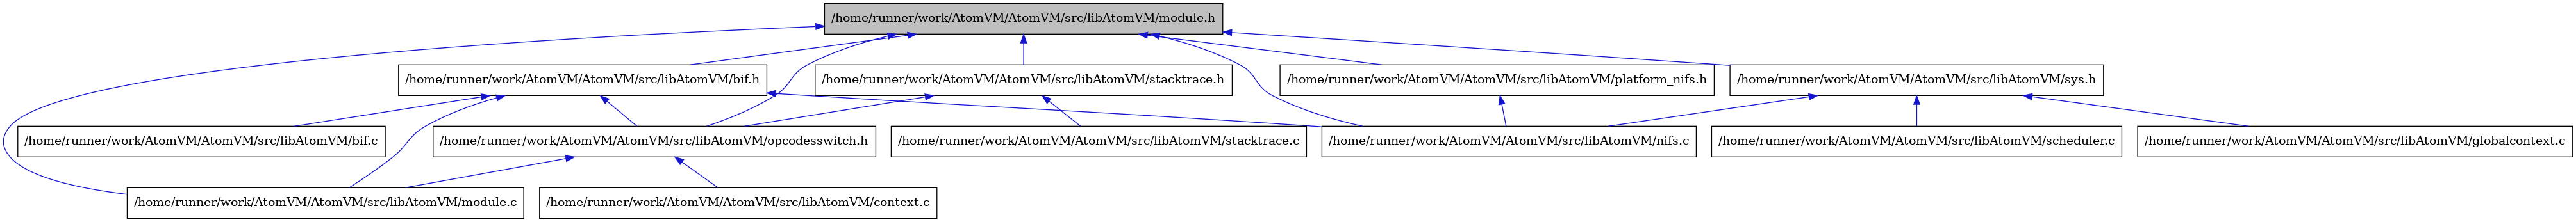 /home/runner/work/AtomVM/AtomVM/src/libAtomVM/module.h
/home/runner/work/AtomVM/AtomVM/src/libAtomVM/bif.h
/home/runner/work/AtomVM/AtomVM/src/libAtomVM/stacktrace.h
/home/runner/work/AtomVM/AtomVM/src/libAtomVM/platform_nifs.h
/home/runner/work/AtomVM/AtomVM/src/libAtomVM/sys.h
/home/runner/work/AtomVM/AtomVM/src/libAtomVM/bif.c
/home/runner/work/AtomVM/AtomVM/src/libAtomVM/opcodesswitch.h
/home/runner/work/AtomVM/AtomVM/src/libAtomVM/stacktrace.c
/home/runner/work/AtomVM/AtomVM/src/libAtomVM/nifs.c
/home/runner/work/AtomVM/AtomVM/src/libAtomVM/scheduler.c
/home/runner/work/AtomVM/AtomVM/src/libAtomVM/globalcontext.c
/home/runner/work/AtomVM/AtomVM/src/libAtomVM/module.c
/home/runner/work/AtomVM/AtomVM/src/libAtomVM/context.c